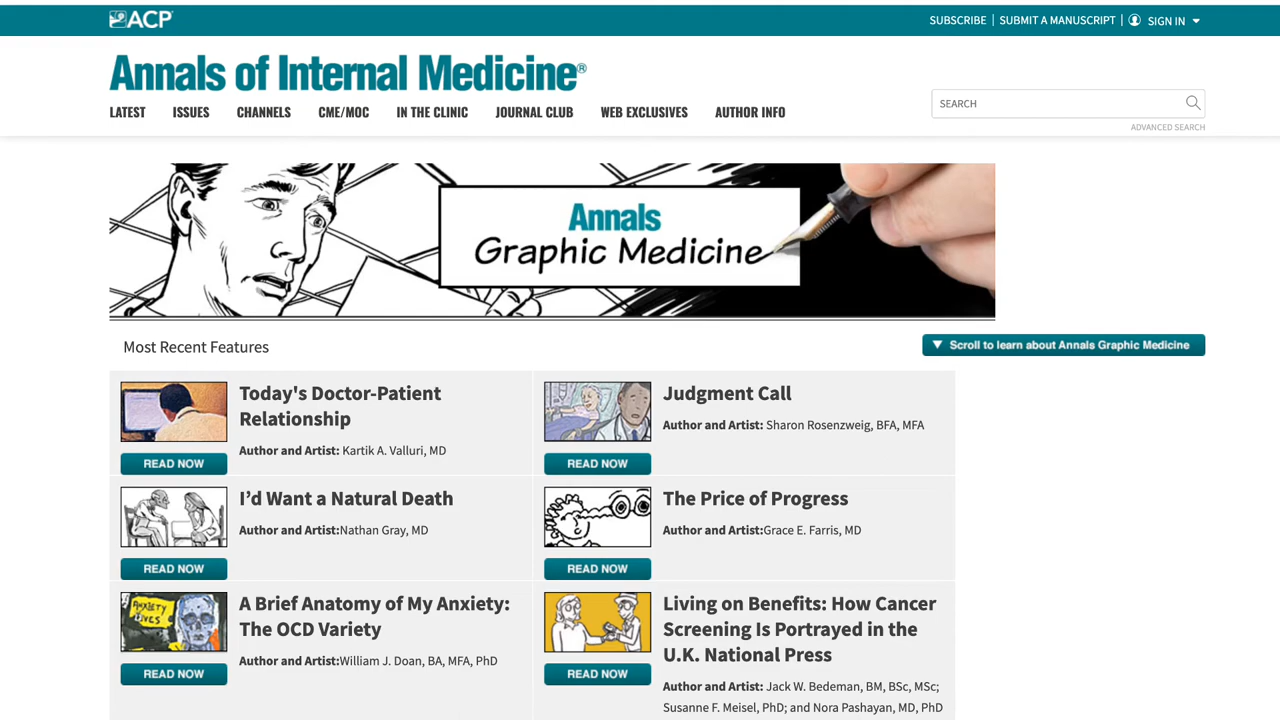 ACP
SUBSCRIBE | SUBMIT A MANUSCRIPT | SIGN IN
Annals of Internal Medicine®
LATEST ISSUES CHANNELS CME/MOC IN THE CLINIC JOURNAL CLUB WEB EXCLUSIVES AUTHOR INFO
SEARCH
ADVANCED SEARCH
Annals
Graphic Medicine
Most Recent Features
▼ Scroll to learn about Annals Graphic Medicine
Today's Doctor-Patient
Relationship
Author and Artist: Kartik A. Valluri, MD
READ NOW
Judgment Call
Author and Artist: Sharon Rosenzweig, BFA, MFA
READ NOW
I’d Want a Natural Death
Author and Artist:Nathan Gray, MD
READ NOW
The Price of Progress
Author and Artist:Grace E. Farris, MD
READ NOW
ANXIETY
LIVES
A Brief Anatomy of My Anxiety:
The OCD Variety
Author and Artist:William J. Doan, BA, MFA, PhD
READ NOW
Living on Benefits: How Cancer
Screening Is Portrayed in the
U.K. National Press
Author and Artist: Jack W. Bedeman, BM, BSc, MSc;
Susanne F. Meisel, PhD; and Nora Pashayan, MD, PhD
READ NOW